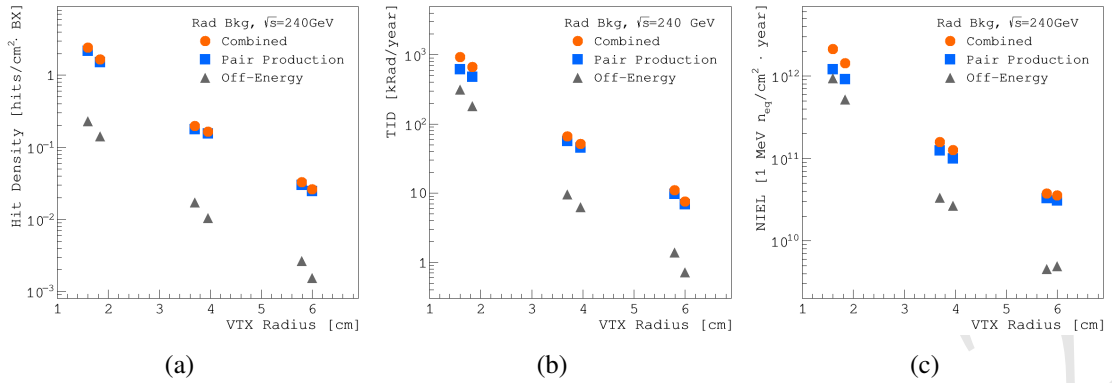 Hit Density [hits/cm²· BX]
Rad Bkg, √s=240GeV
Combined
Pair Production
Off-Energy
1
10⁻¹
10⁻²
10⁻³
1 2 3 4 5 6
VTX Radius [cm]
(a)
TID [kRad/year]
Rad Bkg, √s=240 GeV
Combined
Pair Production
Off-Energy
10³
10²
10
1
1 2 3 4 5 6
VTX Radius [cm]
(b)
NIEL [1 MeV n_eq/cm² · year]
Rad Bkg, √s=240GeV
Combined
Pair Production
Off-Energy
10¹²
10¹¹
10¹⁰
1 2 3 4 5 6
VTX Radius [cm]
(c)